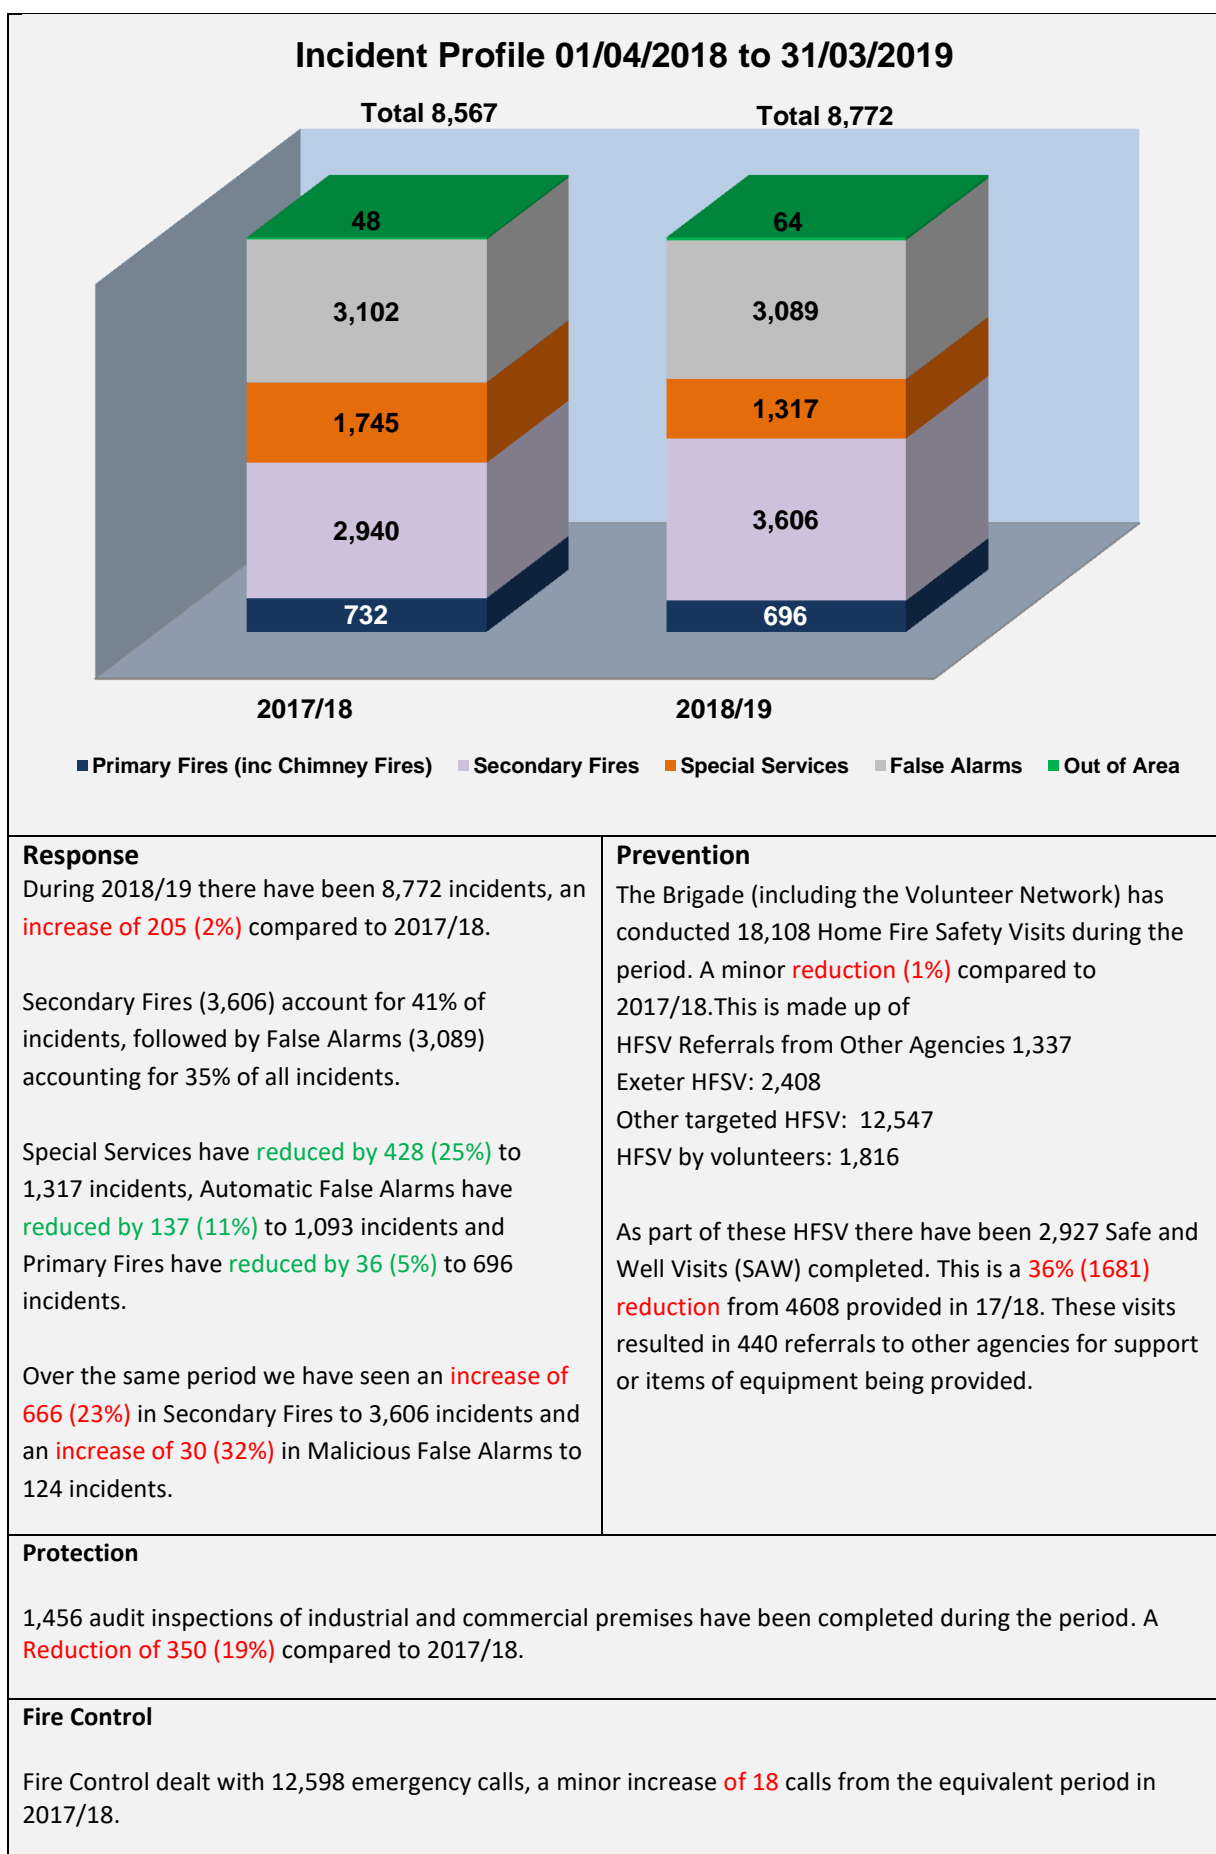 Incident Profile 01/04/2018 to 31/03/2019
Total 8,567
Total 8,772
48
64
3,102
3,089
1,745
1,317
2,940
3,606
732
696
2017/18
2018/19
Primary Fires (inc Chimney Fires) Secondary Fires Special Services False Alarms Out of Area
Response
During 2018/19 there have been 8,772 incidents, an
increase of 205 (2%) compared to 2017/18.
Secondary Fires (3,606) account for 41% of
incidents, followed by False Alarms (3,089)
accounting for 35% of all incidents.
Special Services have reduced by 428 (25%) to
1,317 incidents, Automatic False Alarms have
reduced by 137 (11%) to 1,093 incidents and
Primary Fires have reduced by 36 (5%) to 696
incidents.
Over the same period we have seen an increase of
666 (23%) in Secondary Fires to 3,606 incidents and
an increase of 30 (32%) in Malicious False Alarms to
124 incidents.
Prevention
The Brigade (including the Volunteer Network) has
conducted 18,108 Home Fire Safety Visits during the
period. A minor reduction (1%) compared to
2017/18.This is made up of
HFSV Referrals from Other Agencies 1,337
Exeter HFSV: 2,408
Other targeted HFSV: 12,547
HFSV by volunteers: 1,816
As part of these HFSV there have been 2,927 Safe and
Well Visits (SAW) completed. This is a 36% (1681)
reduction from 4608 provided in 17/18. These visits
resulted in 440 referrals to other agencies for support
or items of equipment being provided.
Protection
1,456 audit inspections of industrial and commercial premises have been completed during the period. A
Reduction of 350 (19%) compared to 2017/18.
Fire Control
Fire Control dealt with 12,598 emergency calls, a minor increase of 18 calls from the equivalent period in
2017/18.